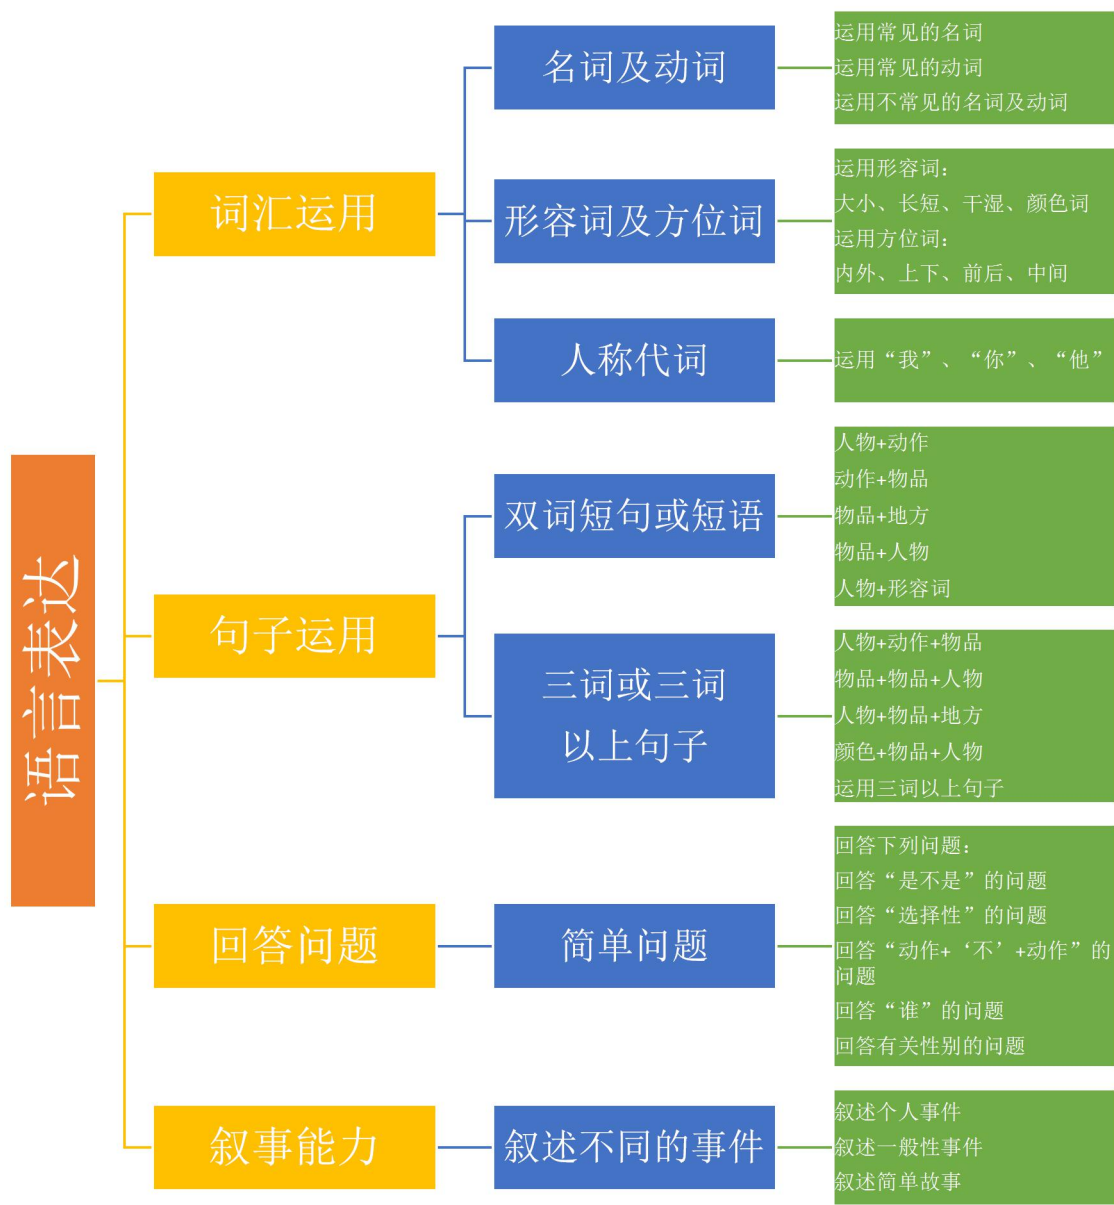 语言表达
词汇运用
名词及动词
运用常见的名词
运用常见的动词
运用不常见的名词及动词
形容词及方位词
运用形容词：
大小、长短、干湿、颜色词
运用方位词：
内外、上下、前后、中间
人称代词
运用“我”、“你”、“他”
句子运用
双词短句或短语
人物+动作
动作+物品
物品+地方
物品+人物
人物+形容词
三词或三词
以上句子
人物+动作+物品
物品+物品+人物
人物+物品+地方
颜色+物品+人物
运用三词以上句子
回答问题
简单问题
回答下列问题：
回答“是不是”的问题
回答“选择性”的问题
回答“动作+‘不’+动作”的
问题
回答“谁”的问题
回答有关性别的问题
叙事能力
叙述不同的事件
叙述个人事件
叙述一般性事件
叙述简单故事